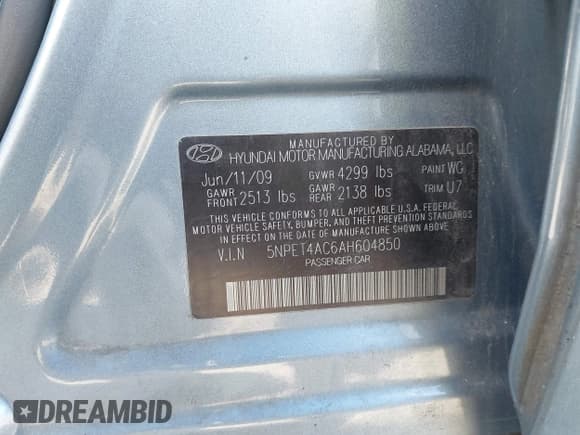 MANUFACTURED BY
HYUNDAI MOTOR MANUFACTURING ALABAMA, LLC
Jun/11/09 GVWR 4299 lbs PAINT WG
GAWR FRONT 2513 lbs GAWR REAR 2138 lbs TRIM U7
THIS VEHICLE CONFORMS TO ALL APPLICABLE U.S.A. FEDERAL
MOTOR VEHICLE SAFETY, BUMPER, AND THEFT PREVENTION STANDARDS
IN EFFECT ON THE DATE OF MANUFACTURE SHOWN ABOVE.
V.I.N 5NPET4AC6AH604850
PASSENGER CAR
DREAMBID